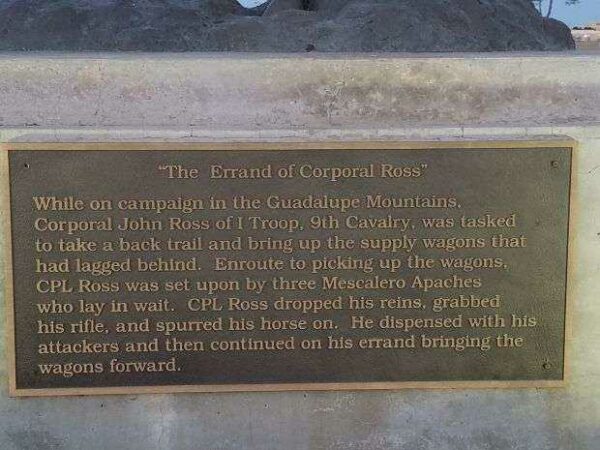 "The Errand of Corporal Ross"
While on campaign in the Guadalupe Mountains,
Corporal John Ross of I Troop, 9th Cavalry, was tasked
to take a back trail and bring up the supply wagons that
had lagged behind. Enroute to picking up the wagons,
CPL Ross was set upon by three Mescalero Apaches
who lay in wait. CPL Ross dropped his reins, grabbed
his rifle, and spurred his horse on. He dispensed with his
attackers and then continued on his errand bringing the
wagons forward.